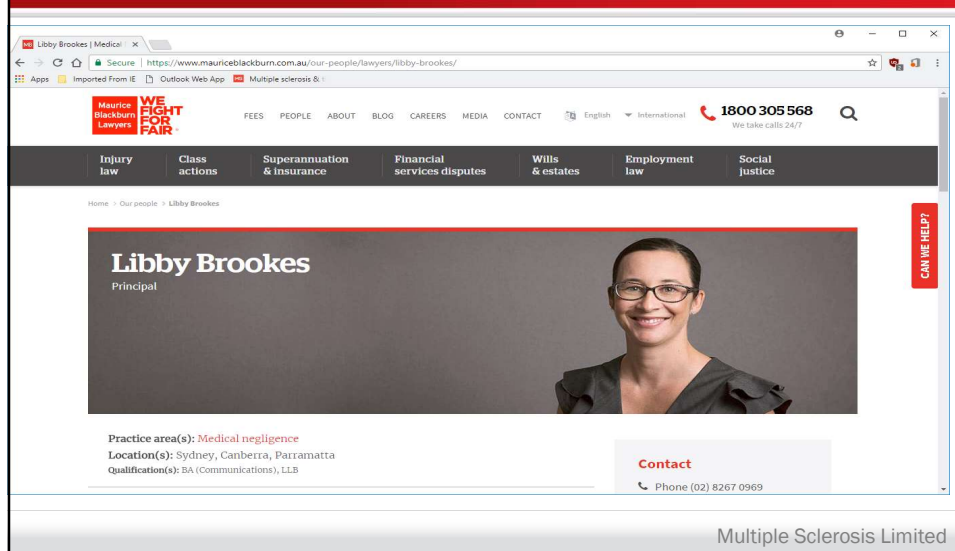 Libby Brookes | Medical
Secure | https://www.mauriceblackburn.com.au/our-people/lawyers/libby-brookes/
Apps Imported From IE Outlook Web App Multiple sclerosis &
Maurice Blackburn Lawyers
WE FIGHT FOR FAIR
FEES PEOPLE ABOUT BLOG CAREERS MEDIA CONTACT English International
1800 305 568
We take calls 24/7
Injury law
Class actions
Superannuation & insurance
Financial services disputes
Wills & estates
Employment law
Social justice
Home > Our people > Libby Brookes
CAN WE HELP?
Libby Brookes
Principal
Practice area(s): Medical negligence
Location(s): Sydney, Canberra, Parramatta
Qualification(s): BA (Communications), LLB
Contact
Phone (02) 8267 0969
Multiple Sclerosis Limited